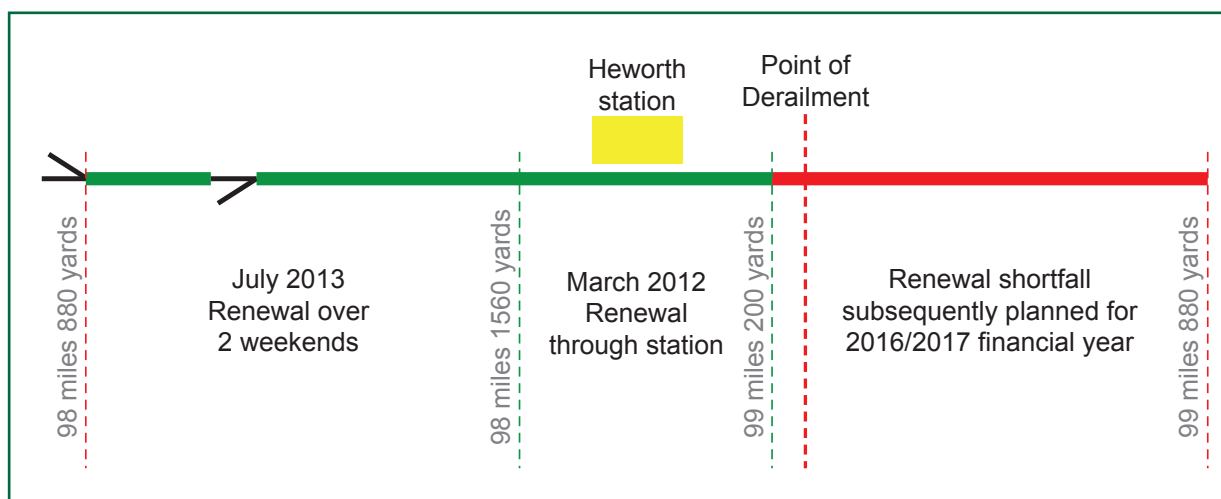 Heworth
station
Point of
Derailment
98 miles 880 yards
July 2013
Renewal over
2 weekends
98 miles 1560 yards
March 2012
Renewal
through station
99 miles 200 yards
Renewal shortfall
subsequently planned for
2016/2017 financial year
99 miles 880 yards